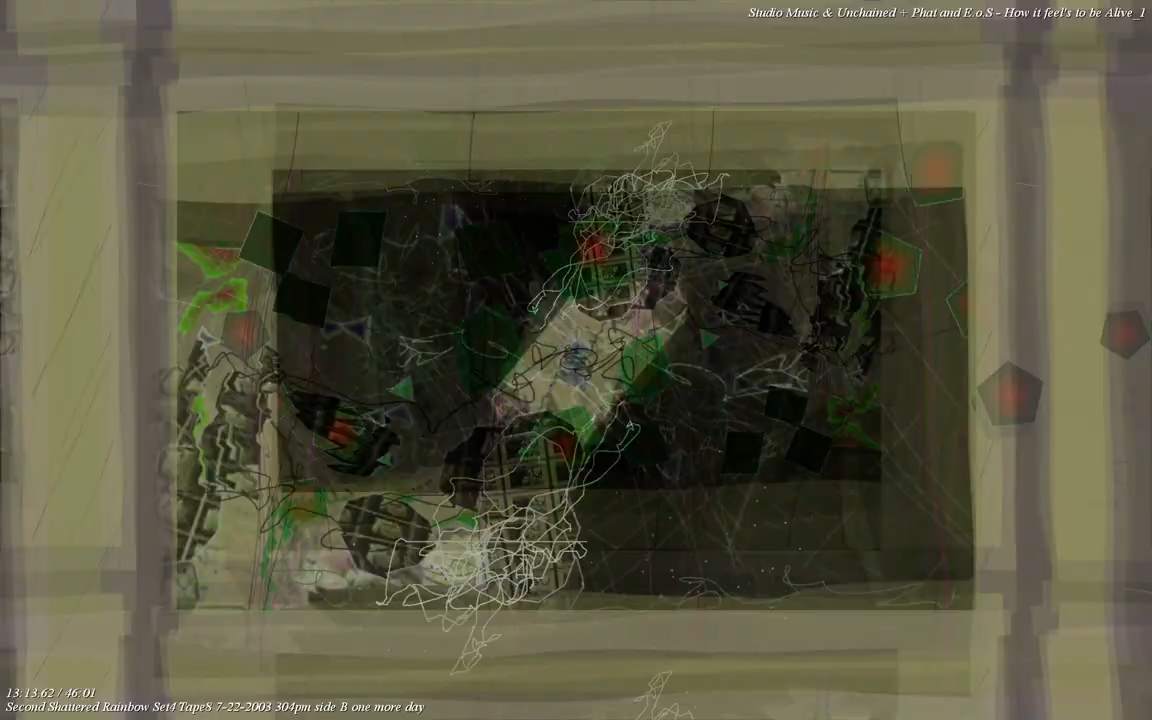 Studio Music & Unchained + Phat and E.o.S - How it feel's to be Alive_1
13:13.62 / 46:01
Second Shattered Rainbow Set4 Tape8 7-22-2003 304pm side B one more day